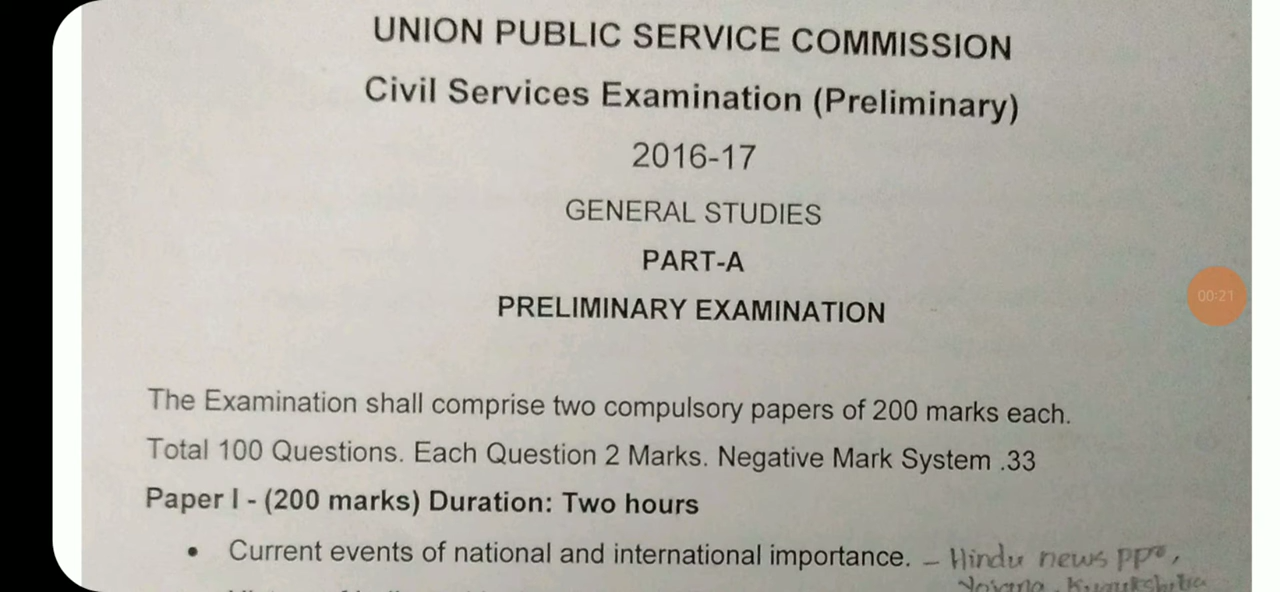 UNION PUBLIC SERVICE COMMISSION
Civil Services Examination (Preliminary)
2016-17
GENERAL STUDIES
PART-A
PRELIMINARY EXAMINATION
00:21
The Examination shall comprise two compulsory papers of 200 marks each.
Total 100 Questions. Each Question 2 Marks. Negative Mark System .33
Paper I - (200 marks) Duration: Two hours
• Current events of national and international importance. – Hindu news